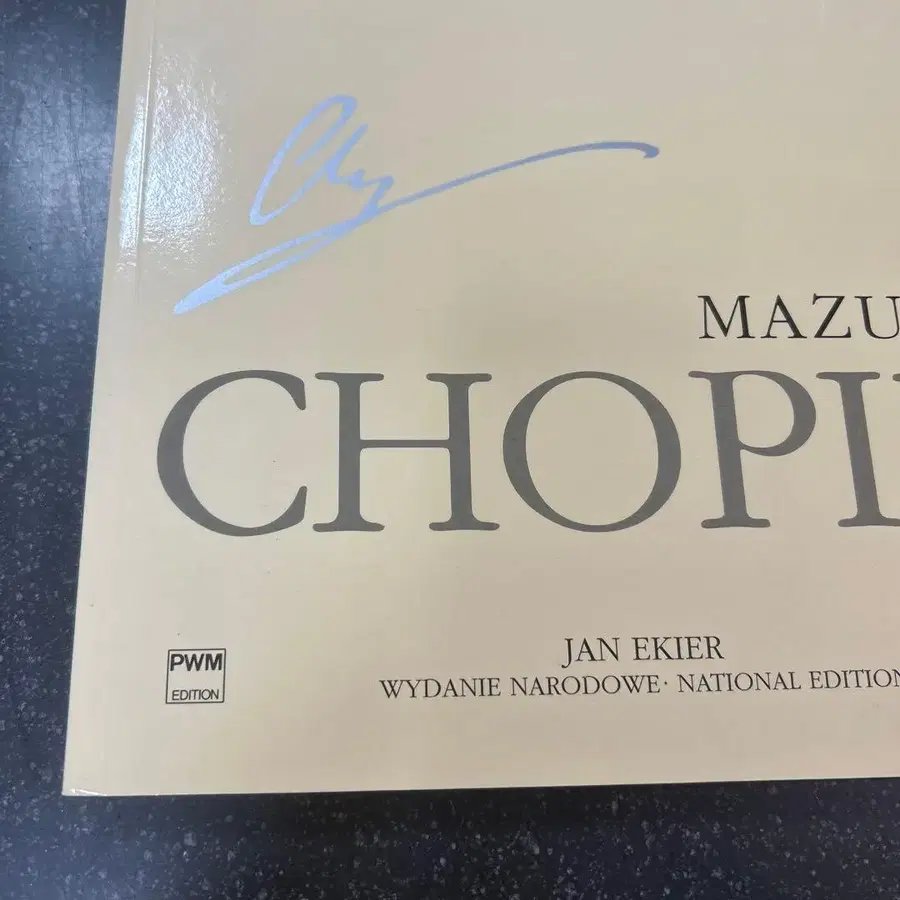 MAZU
CHOPI
JAN EKIER
WYDANIE NARODOWE · NATIONAL EDITION
PWM
EDITION